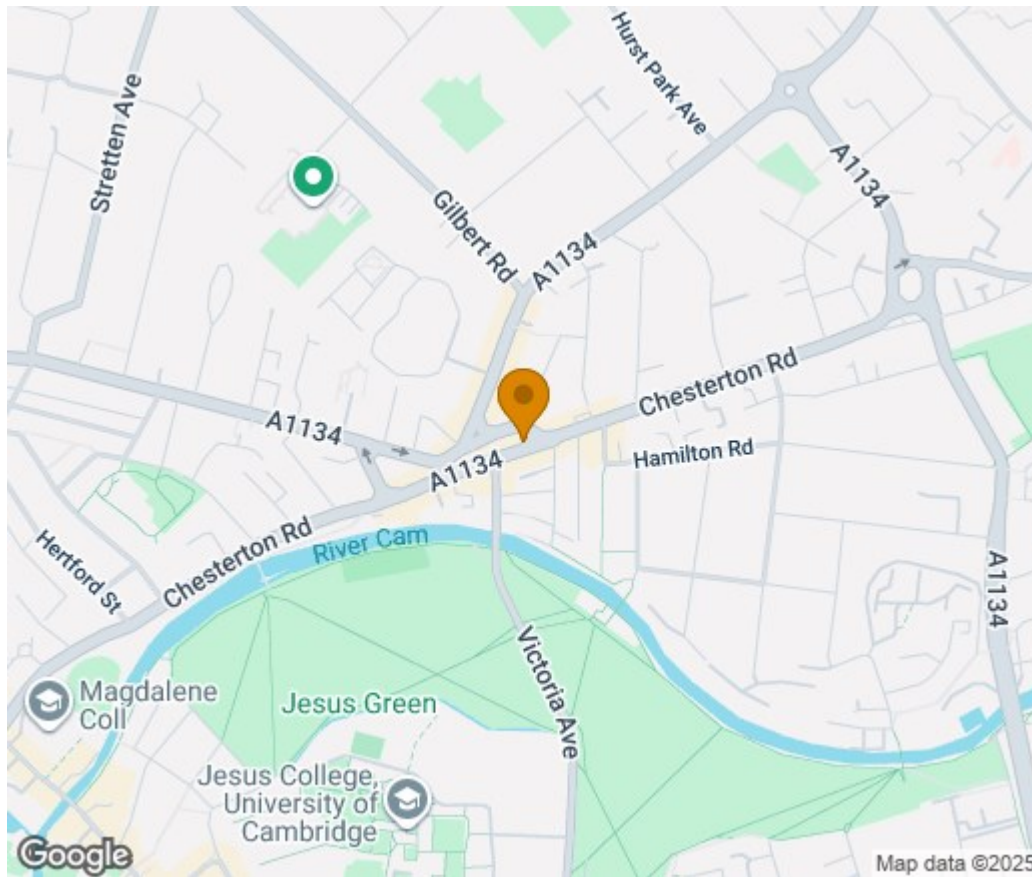 Stretten Ave
Hurst Park Ave
A1134
Gilbert Rd
A1134
Chesterton Rd
A1134
A1134
Hamilton Rd
Chesterton Rd
River Cam
Hertford St
A1134
Victoria Ave
Magdalene
Coll
Jesus Green
Jesus College,
University of
Cambridge
Google
Map data ©2025